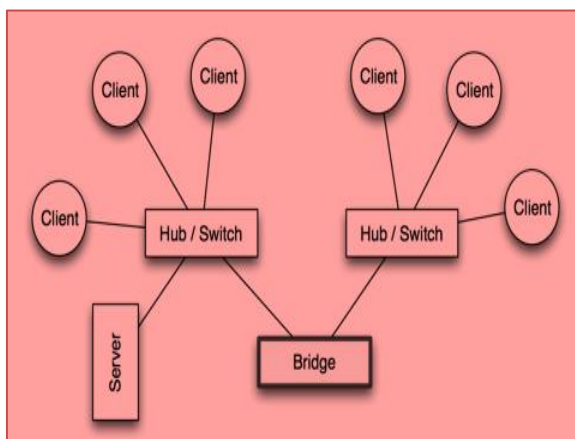 Client
Client
Client
Client
Client
Client
Hub / Switch
Hub / Switch
Server
Bridge